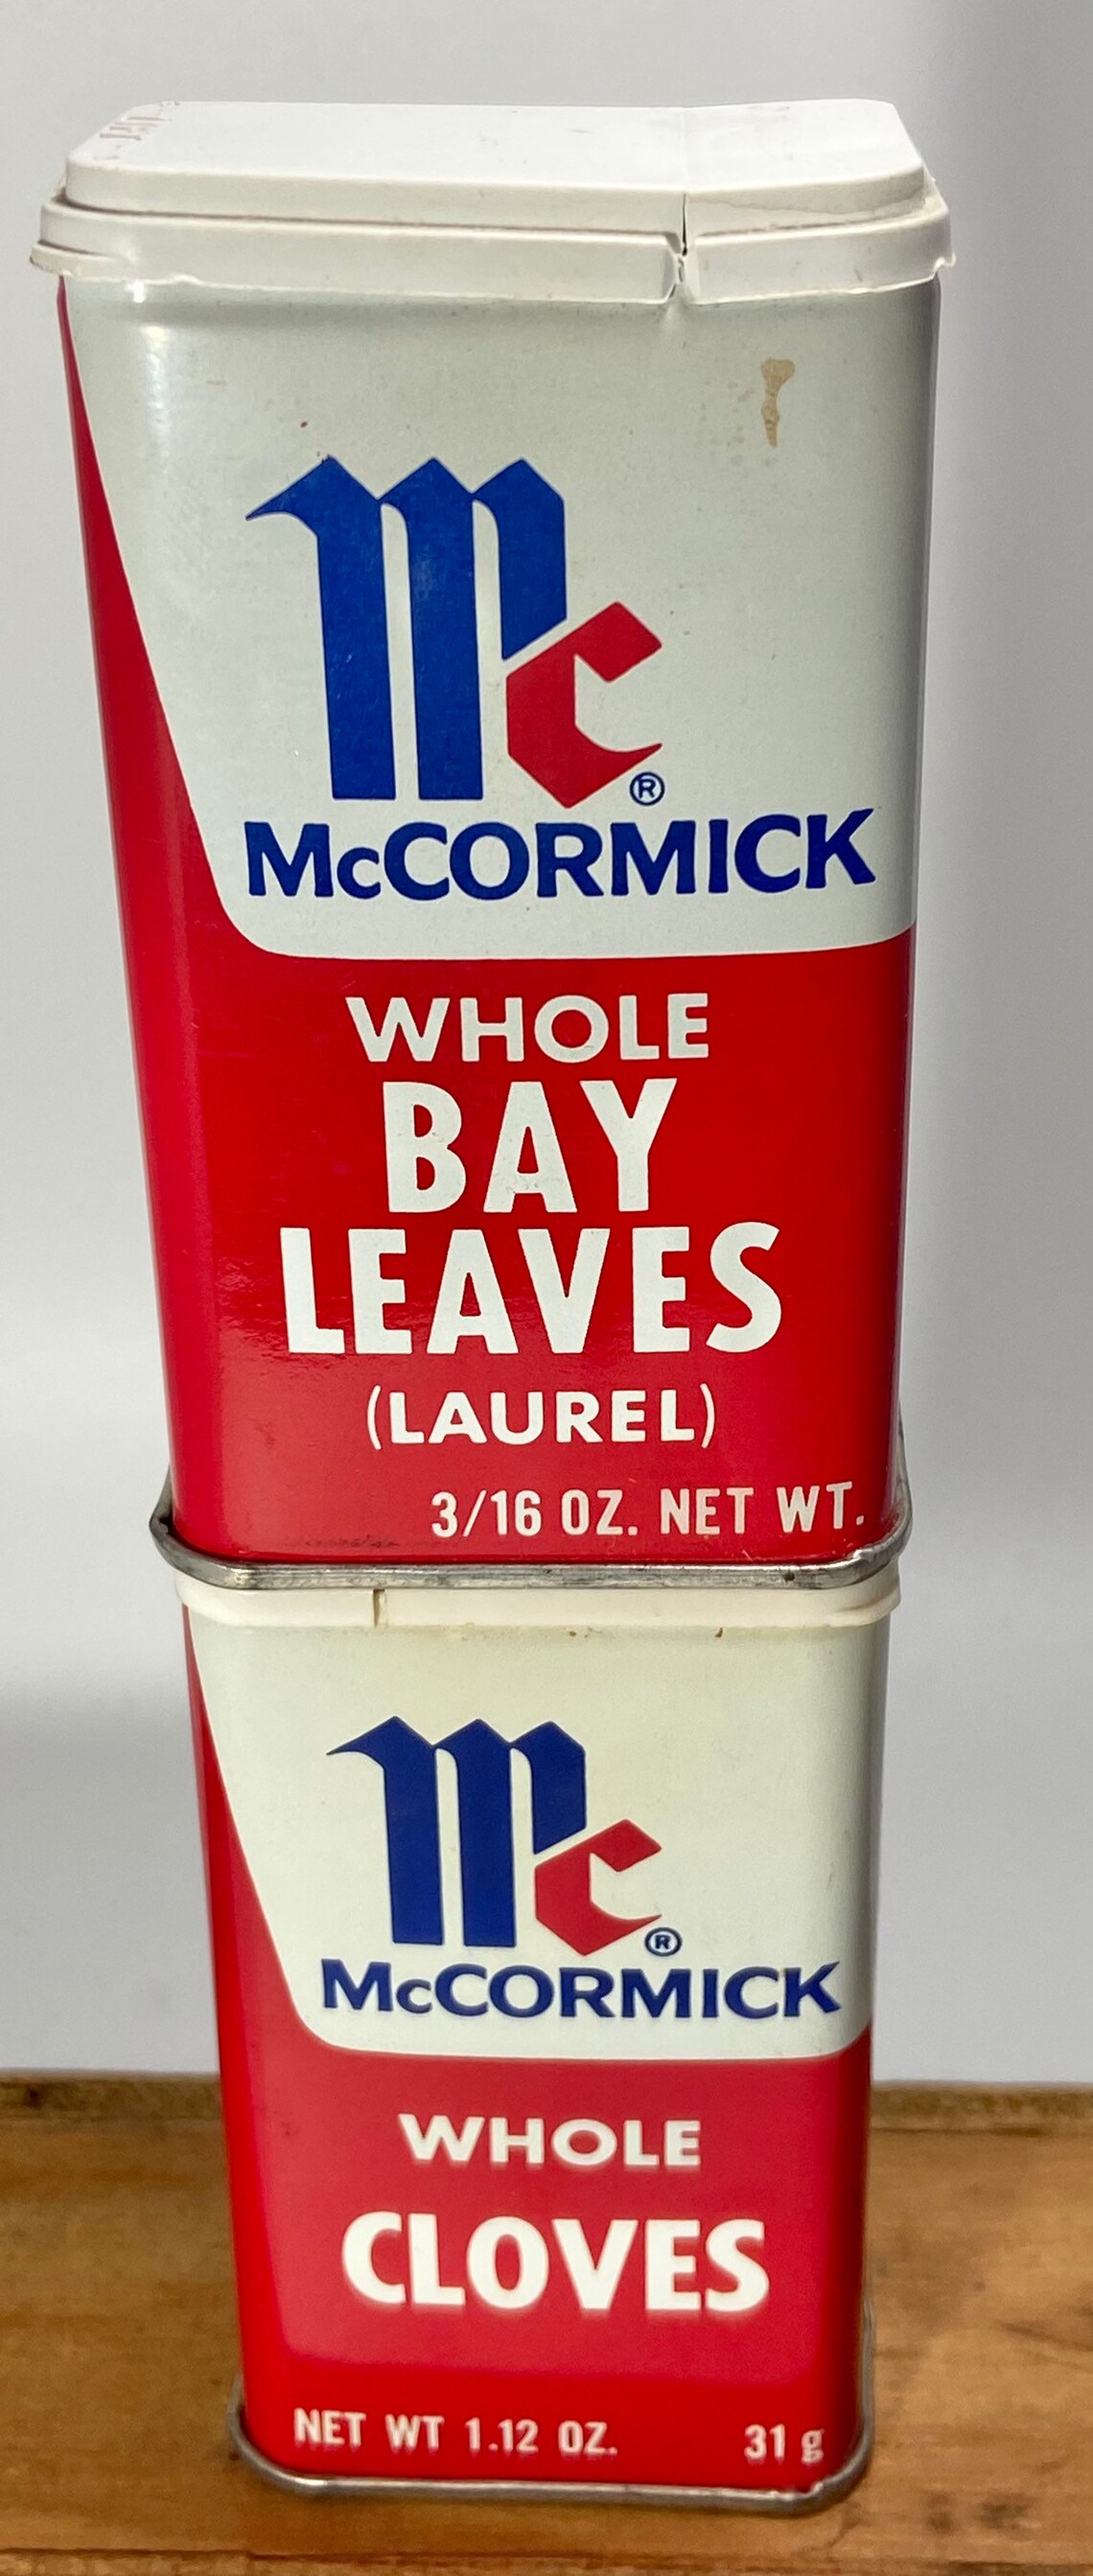 Mc®
McCORMICK
WHOLE
BAY
LEAVES
(LAUREL)
3/16 OZ. NET WT.
Mc®
McCORMICK
WHOLE
CLOVES
NET WT 1.12 OZ. 31 g